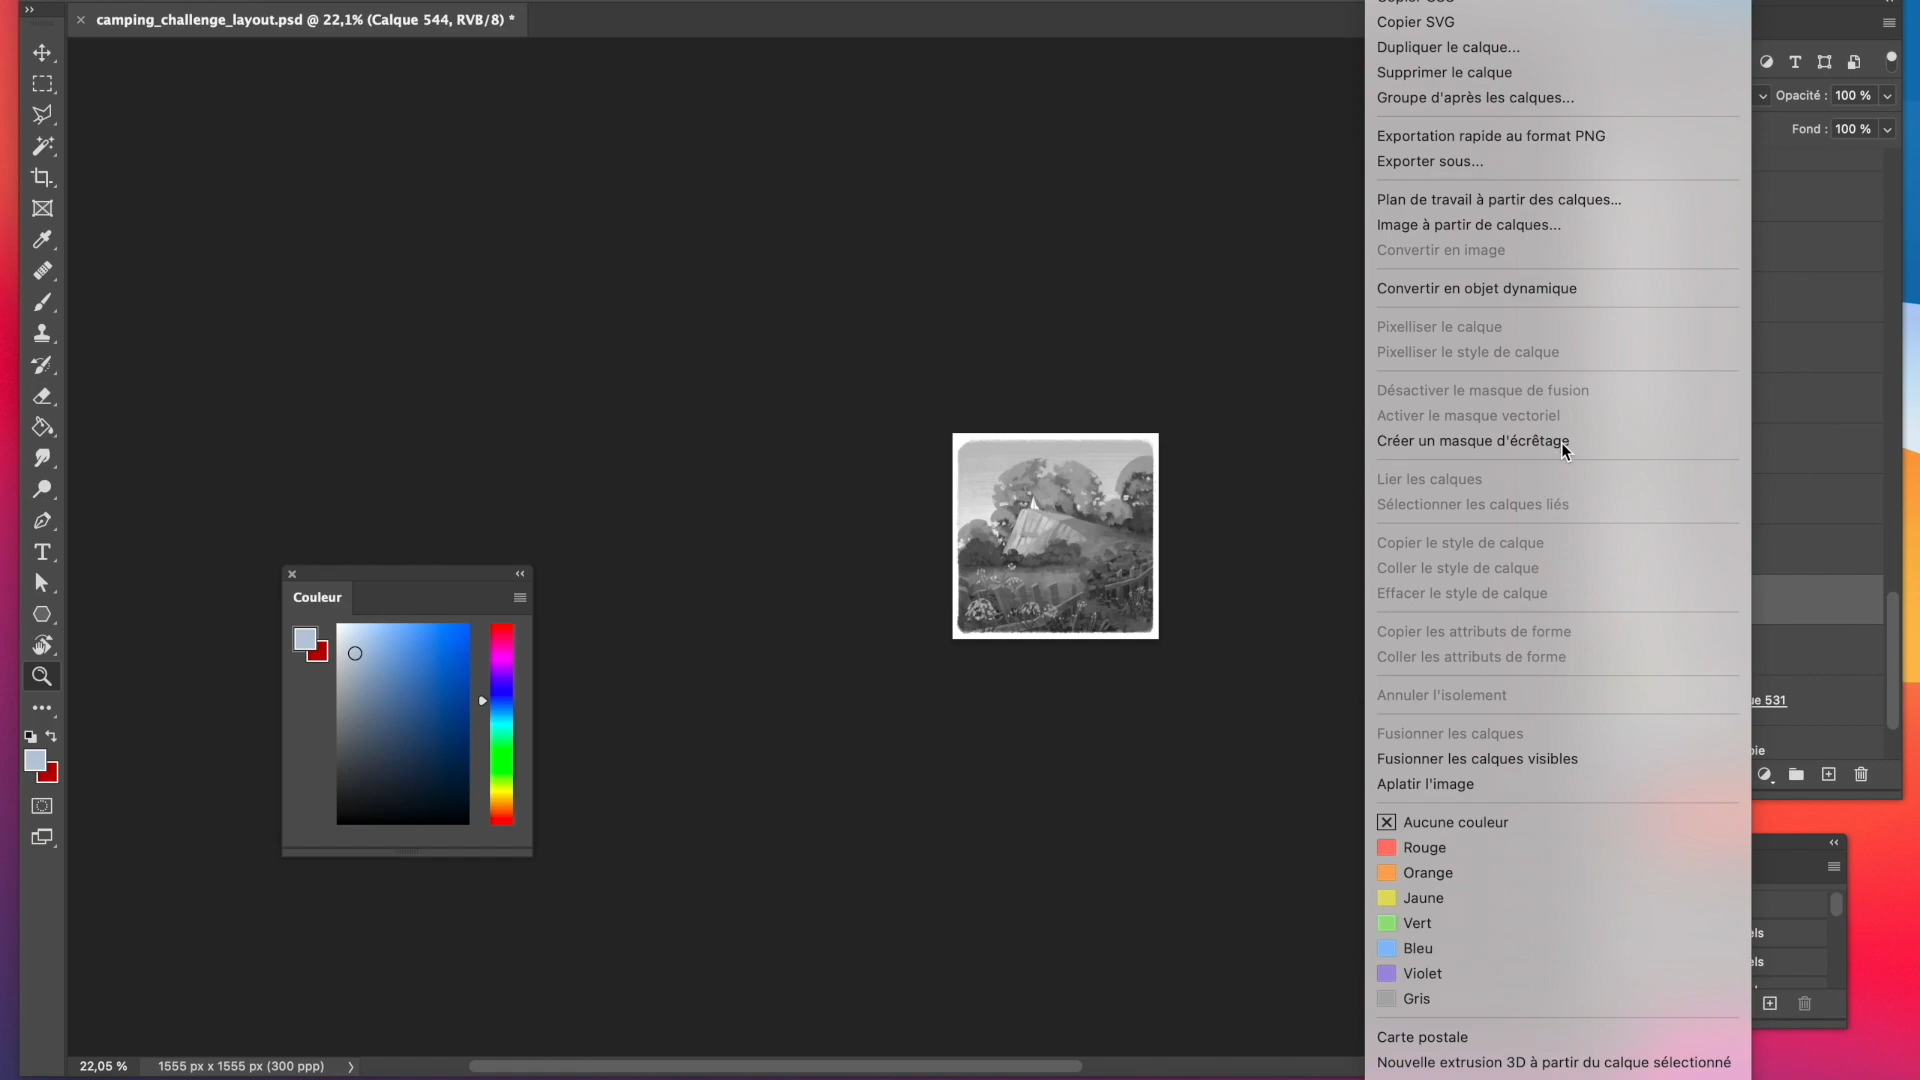 camping_challenge_layout.psd @ 22,1% (Calque 544, RVB/8) *
Copier SVG
Dupliquer le calque...
Supprimer le calque
Groupe d'après les calques...
Exportation rapide au format PNG
Exporter sous...
Plan de travail à partir des calques...
Image à partir de calques...
Convertir en image
Convertir en objet dynamique
Pixelliser le calque
Pixelliser le style de calque
Désactiver le masque de fusion
Activer le masque vectoriel
Créer un masque d'écrêtage
Lier les calques
Sélectionner les calques liés
Copier le style de calque
Coller le style de calque
Effacer le style de calque
Copier les attributs de forme
Coller les attributs de forme
Annuler l'isolement
Fusionner les calques
Fusionner les calques visibles
Aplatir l'image
Aucune couleur
Rouge
Orange
Jaune
Vert
Bleu
Violet
Gris
Carte postale
Nouvelle extrusion 3D à partir du calque sélectionné
Opacité : 100 %
Fond : 100 %
531
Couleur
22,05 %
1555 px x 1555 px (300 ppp)